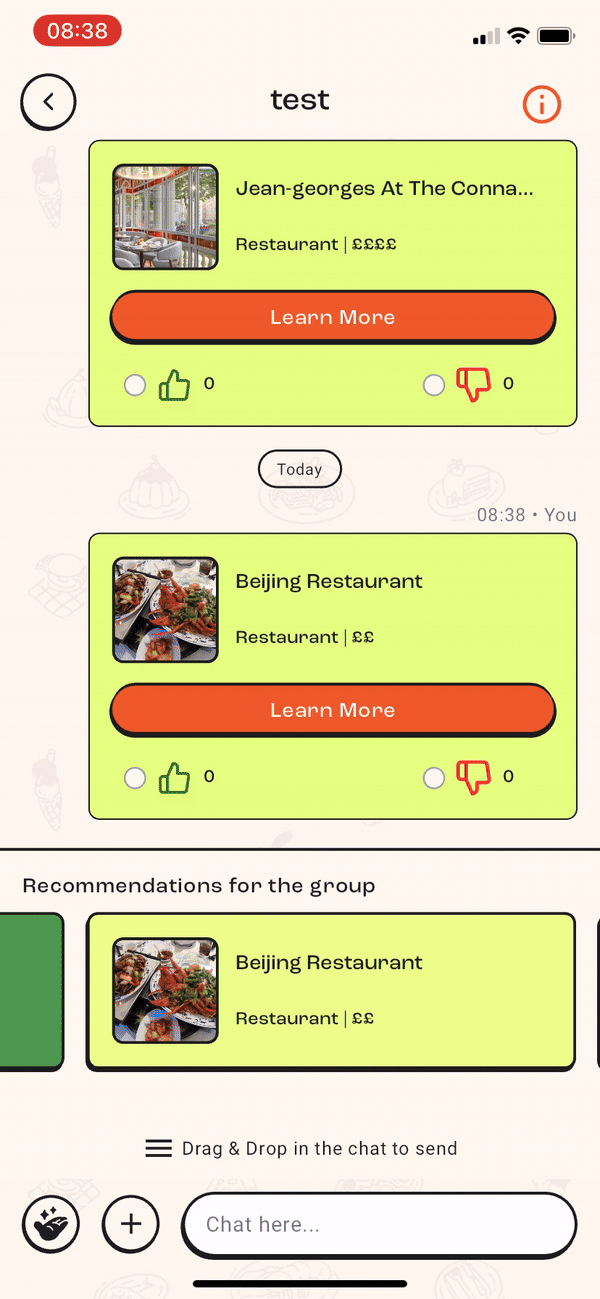 08:38
test
Jean-georges At The Conna...
Restaurant | ££££
Learn More
0
0
Today
08:38 • You
Beijing Restaurant
Restaurant | ££
Learn More
0
0
Recommendations for the group
Beijing Restaurant
Restaurant | ££
Drag & Drop in the chat to send
Chat here...